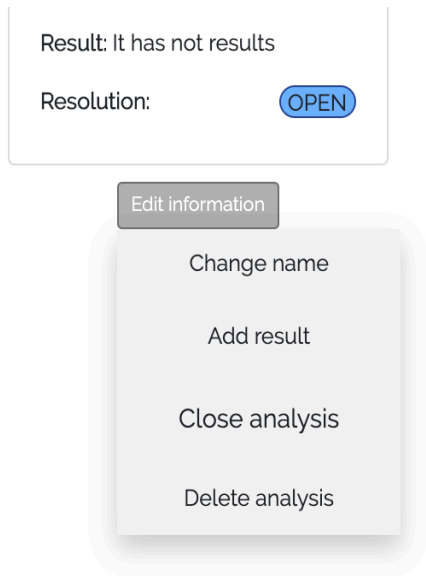 Result: It has not results
Resolution: OPEN
Edit information
Change name
Add result
Close analysis
Delete analysis